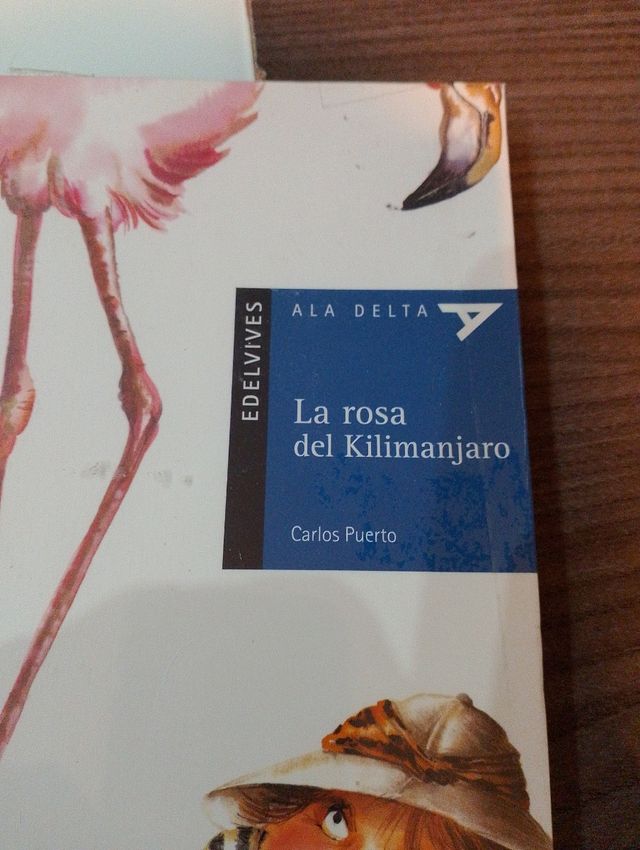 ALA DELTA
EDELVIVES
La rosa
del Kilimanjaro
Carlos Puerto